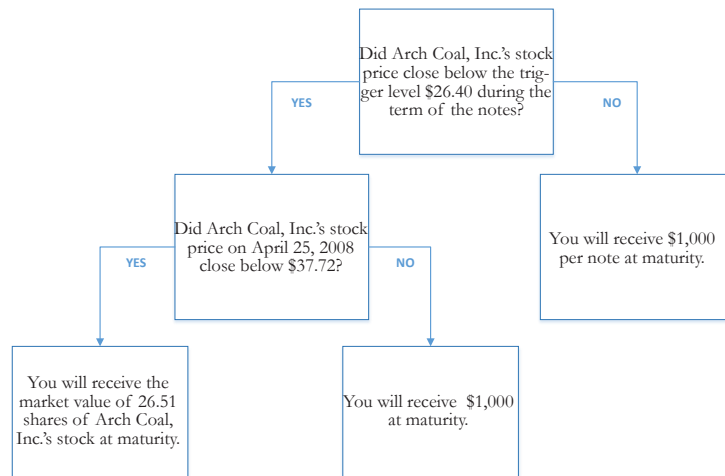 Did Arch Coal, Inc.'s stock
price close below the trig-
ger level $26.40 during the
term of the notes?
YES
NO
Did Arch Coal, Inc.'s stock
price on April 25, 2008
close below $37.72?
You will receive $1,000
per note at maturity.
YES
NO
You will receive the
market value of 26.51
shares of Arch Coal,
Inc.'s stock at maturity.
You will receive $1,000
at maturity.